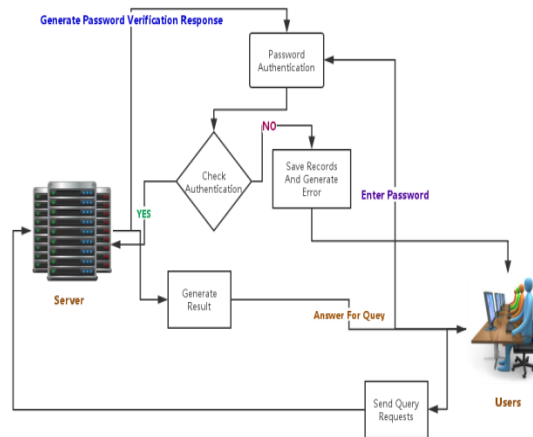 Generate Password Verification Response
Password
Authentication
NO
Check
Authentication
Save Records
And Generate
Error
Enter Password
YES
Server
Generate
Result
Answer For Quey
Users
Send Query
Requests